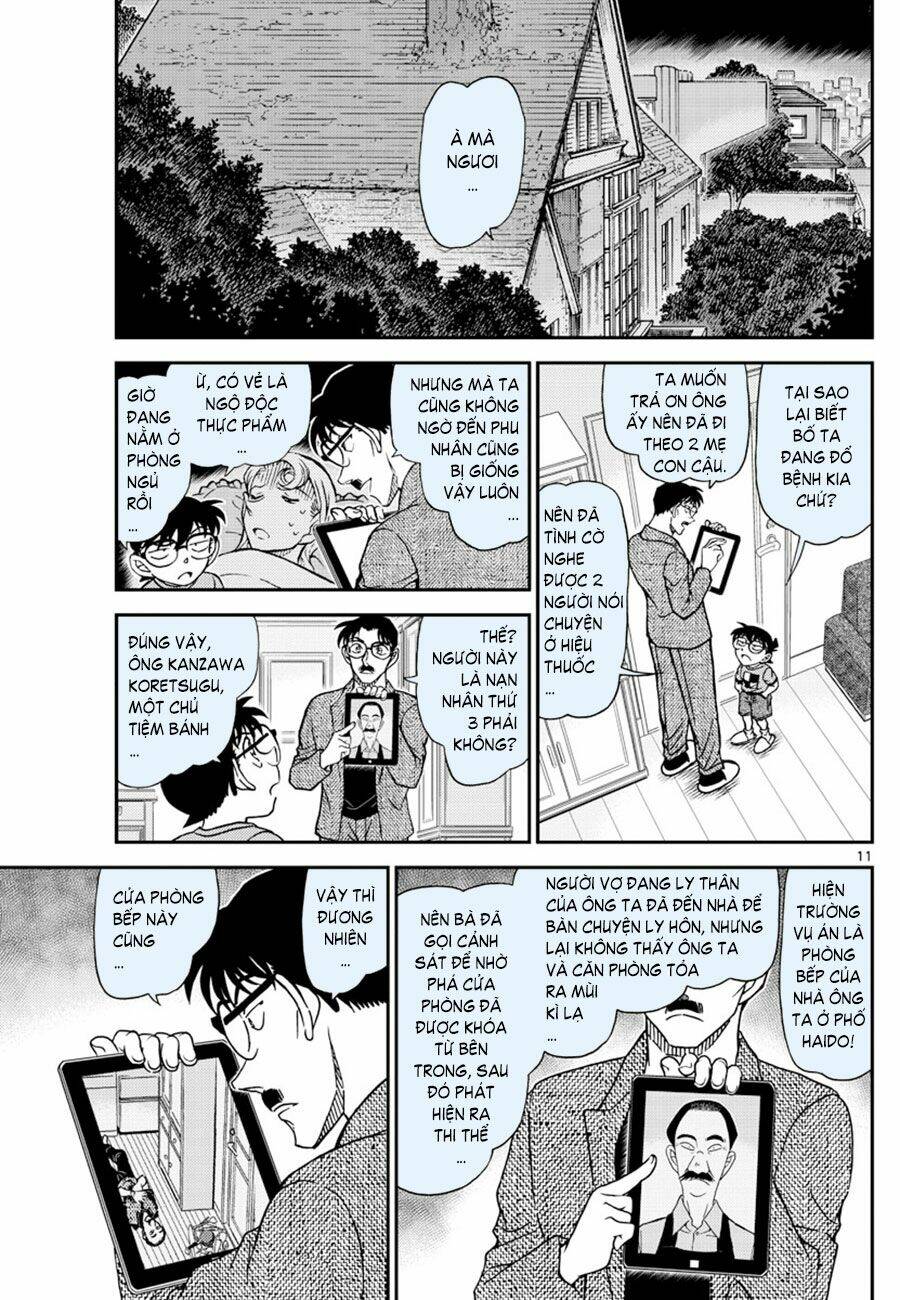 À MÀ
NGƯƠI
...
TẠI SAO
LẠI BIẾT
BỐ TA
ĐANG ĐỔ
BỆNH KIA
CHỨ?
TA MUỐN
TRẢ ƠN ÔNG
ẤY NÊN ĐÃ ĐI
THEO 2 MẸ
CON CẬU.
NÊN ĐÃ
TÌNH CỜ
NGHE
ĐƯỢC 2
NGƯỜI NÓI
CHUYỆN
Ở HIỆU
THUỐC
...
NHƯNG MÀ TA
CŨNG KHÔNG
NGỜ ĐẾN PHU
NHÂN CŨNG
BỊ GIỐNG
VẬY LUÔN
...
Ừ, CÓ VẺ LÀ
NGỘ ĐỘC
THỰC PHẨM
...
GIỜ
ĐANG
NẰM Ở
PHÒNG
NGỦ
RỒI
...
THẾ?
NGƯỜI NÀY
LÀ NẠN
NHÂN THỨ
3 PHẢI
KHÔNG?
ĐÚNG VẬY,
ÔNG KANZAWA
KORETSUGU,
MỘT CHỦ
TIỆM BÁNH
11
HIỆN
TRƯỜNG
VỤ ÁN LÀ
PHÒNG
BẾP CỦA
NHÀ ÔNG
TA Ở PHỐ
HAIDO!
NGƯỜI VỢ ĐANG LY THÂN
CỦA ÔNG TA ĐÃ ĐẾN NHÀ ĐỂ
BÀN CHUYỆN LY HÔN, NHƯNG
LẠI KHÔNG THẤY ÔNG TA
VÀ CĂN PHÒNG TỎA
RA MÙI
KÌ LẠ
...
NÊN BÀ ĐÃ
GỌI CẢNH
SÁT ĐỂ NHỜ
PHÁ CỬA
PHÒNG ĐÃ
ĐƯỢC KHÓA
TỪ BÊN
TRONG, SAU
ĐÓ PHÁT
HIỆN RA
THI THỂ
...
VẬY THÌ
ĐƯƠNG
NHIÊN
...
CỬA PHÒNG
BẾP NÀY
CŨNG
...